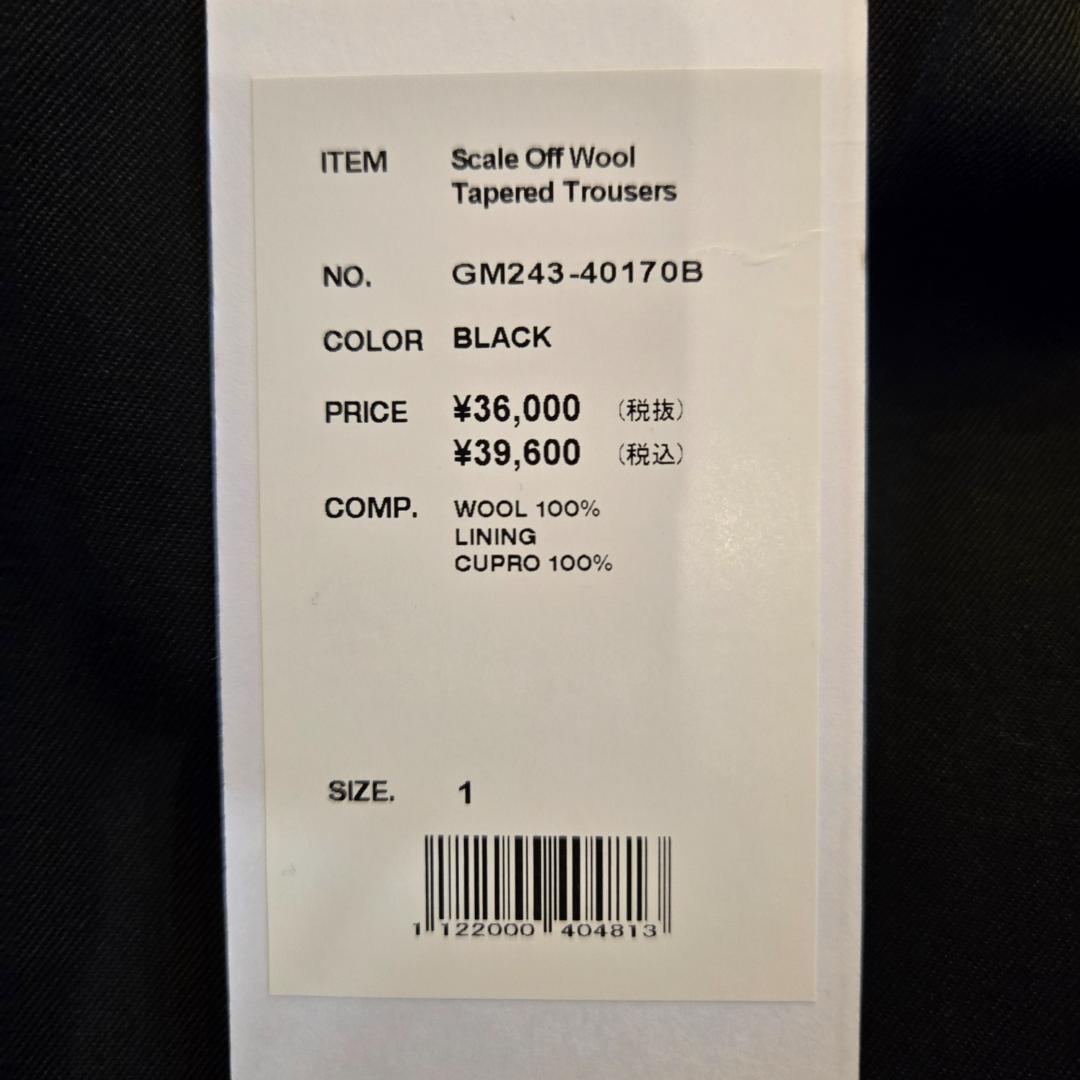 ITEM Scale Off Wool
Tapered Trousers
NO. GM243-40170B
COLOR BLACK
PRICE ¥36,000 (税抜)
¥39,600 (税込)
COMP. WOOL 100%
LINING
CUPRO 100%
SIZE. 1
1 122000 404813